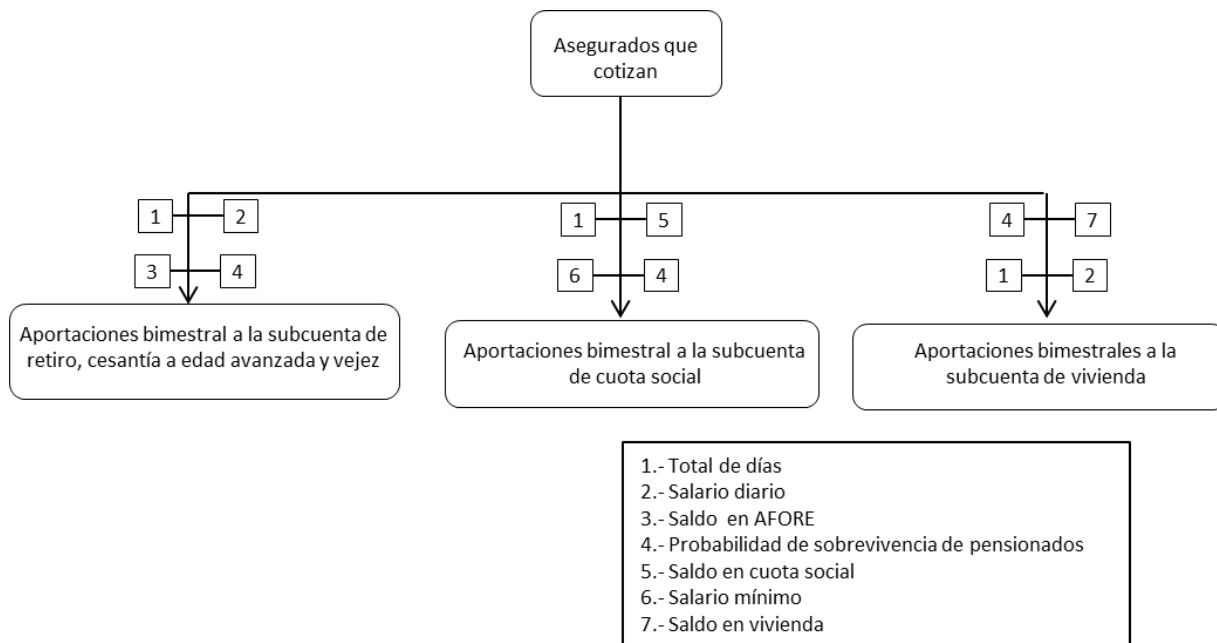 Asegurados que
cotizan
1 2
3 4
1 5
6 4
4 7
1 2
Aportaciones bimestral a la subcuenta de
retiro, cesantía a edad avanzada y vejez
Aportaciones bimestral a la subcuenta
de cuota social
Aportaciones bimestrales a la
subcuenta de vivienda
1.- Total de días
2.- Salario diario
3.- Saldo en AFORE
4.- Probabilidad de sobrevivencia de pensionados
5.- Saldo en cuota social
6.- Salario mínimo
7.- Saldo en vivienda